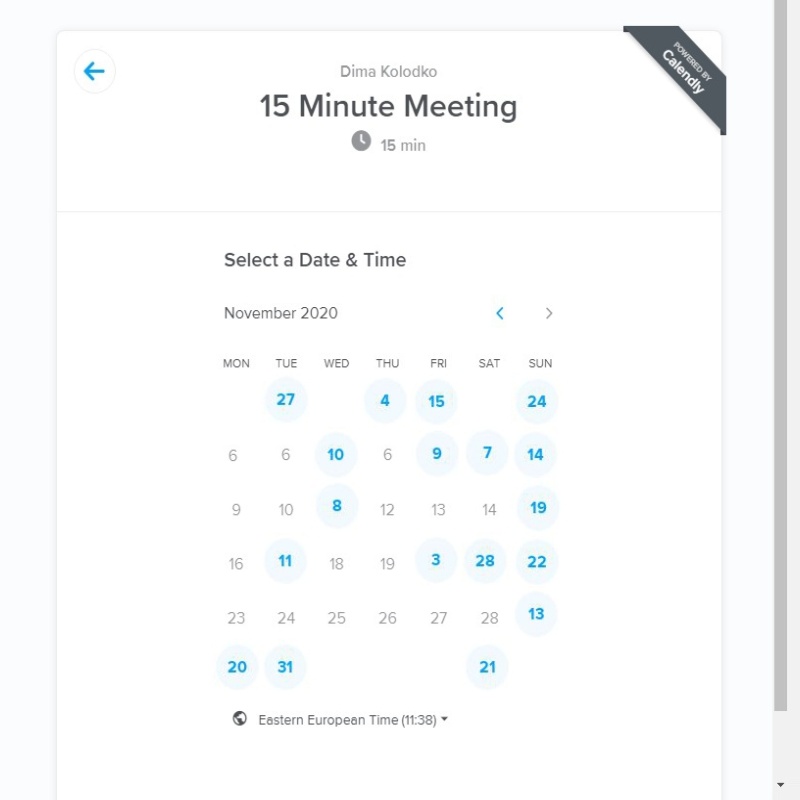 POWERED BY
Calendly
Dima Kolodko
15 Minute Meeting
15 min
Select a Date & Time
November 2020
MON TUE WED THU FRI SAT SUN
27 4 15 24
6 6 10 6 9 7 14
9 10 8 12 13 14 19
16 11 18 19 3 28 22
23 24 25 26 27 28 13
20 31 21
Eastern European Time (11:38)